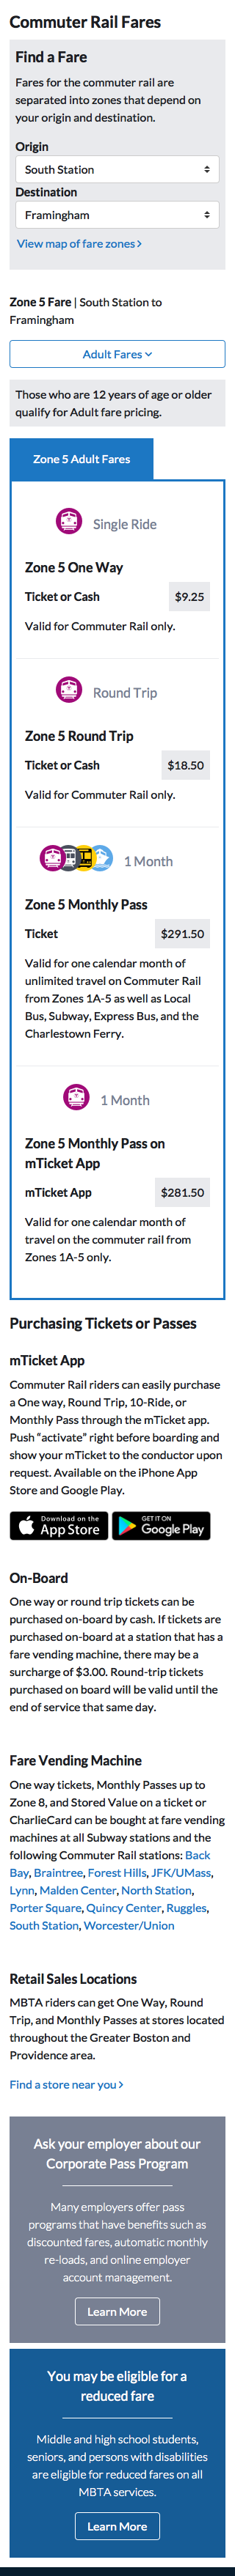 Commuter Rail Fares
Find a Fare
Fares for the commuter rail are
separated into zones that depend on
your origin and destination.
Origin
South Station
Destination
Framingham
View map of fare zones
Zone 5 Fare | South Station to
Framingham
Adult Fares
Those who are 12 years of age or older
qualify for Adult fare pricing.
Zone 5 Adult Fares
Single Ride
Zone 5 One Way
Ticket or Cash $9.25
Valid for Commuter Rail only.
Round Trip
Zone 5 Round Trip
Ticket or Cash $18.50
Valid for Commuter Rail only.
1 Month
Zone 5 Monthly Pass
Ticket $291.50
Valid for one calendar month of
unlimited travel on Commuter Rail
from Zones 1A-5 as well as Local
Bus, Subway, Express Bus, and the
Charlestown Ferry.
1 Month
Zone 5 Monthly Pass on
mTicket App
mTicket App $281.50
Valid for one calendar month of
travel on the commuter rail from
Zones 1A-5 only.
Purchasing Tickets or Passes
mTicket App
Commuter Rail riders can easily purchase
a One way, Round Trip, 10-Ride, or
Monthly Pass through the mTicket app.
Push “activate” right before boarding and
show your mTicket to the conductor upon
request. Available on the iPhone App
Store and Google Play.
Download on the
App Store
GET IT ON
Google Play
On-Board
One way or round trip tickets can be
purchased on-board by cash. If tickets are
purchased on-board at a station that has a
fare vending machine, there may be a
surcharge of $3.00. Round-trip tickets
purchased on board will be valid until the
end of service that same day.
Fare Vending Machine
One way tickets, Monthly Passes up to
Zone 8, and Stored Value on a ticket or
CharlieCard can be bought at fare vending
machines at all Subway stations and the
following Commuter Rail stations: Back
Bay, Braintree, Forest Hills, JFK/UMass,
Lynn, Malden Center, North Station,
Porter Square, Quincy Center, Ruggles,
South Station, Worcester/Union
Retail Sales Locations
MBTA riders can get One Way, Round
Trip, and Monthly Passes at stores located
throughout the Greater Boston and
Providence area.
Find a store near you
Ask your employer about our
Corporate Pass Program
Many employers offer pass
programs that have benefits such as
discounted fares, automatic monthly
re-loads, and online employer
account management.
Learn More
You may be eligible for a
reduced fare
Middle and high school students,
seniors, and persons with disabilities
are eligible for reduced fares on all
MBTA services.
Learn More